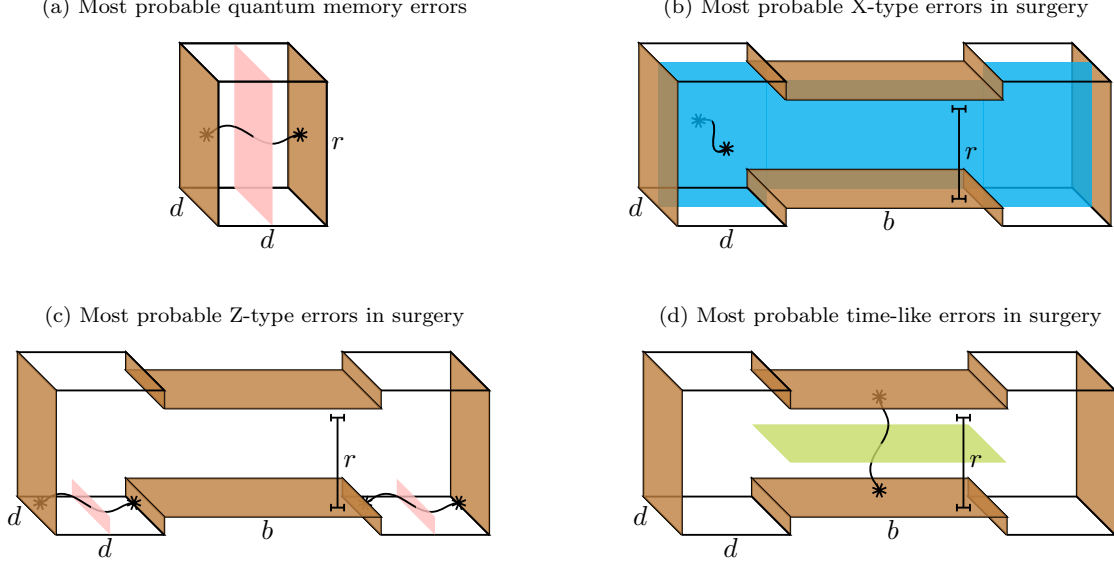 (a) Most probable quantum memory errors
r
d
d
(b) Most probable X-type errors in surgery
r
d
d
b
(c) Most probable Z-type errors in surgery
r
d
d
b
(d) Most probable time-like errors in surgery
r
d
d
b